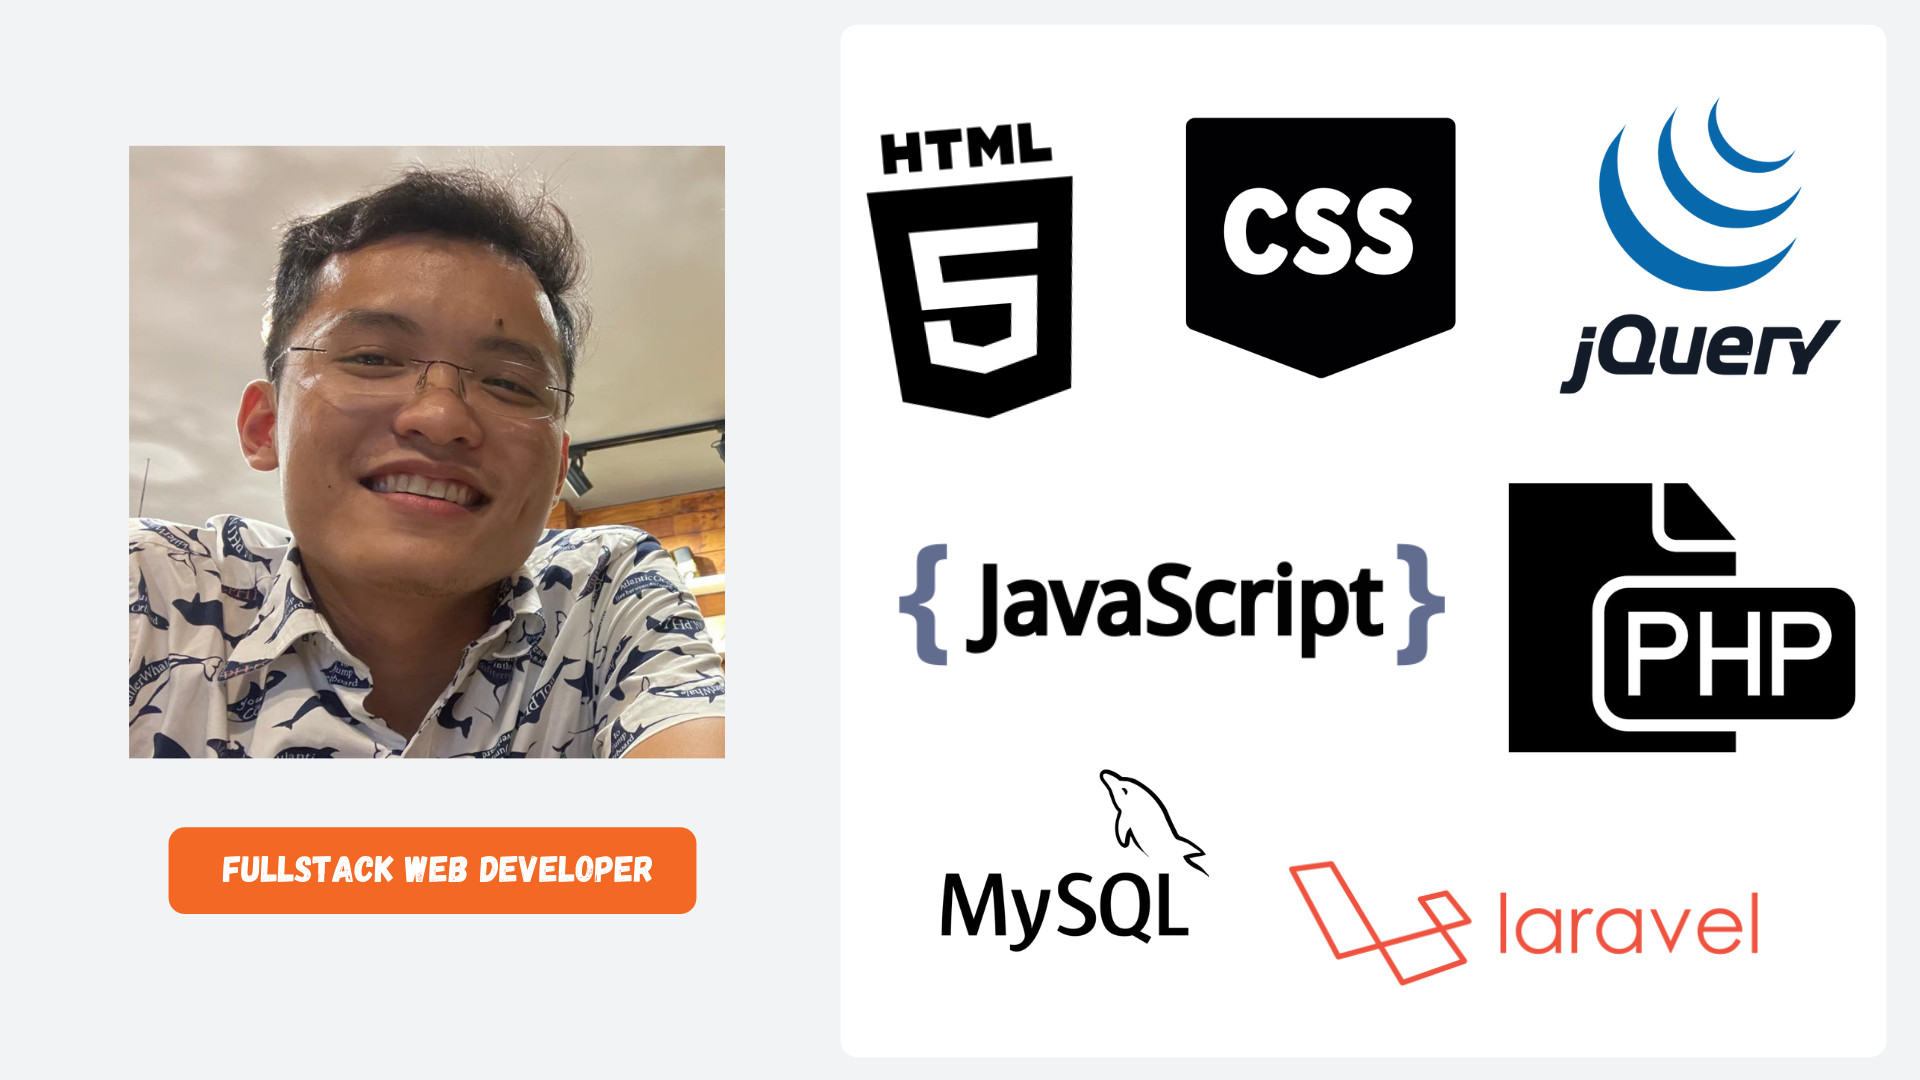 HTML
5
CSS
jQuery
{ JavaScript }
PHP
MySQL
laravel
FULLSTACK WEB DEVELOPER